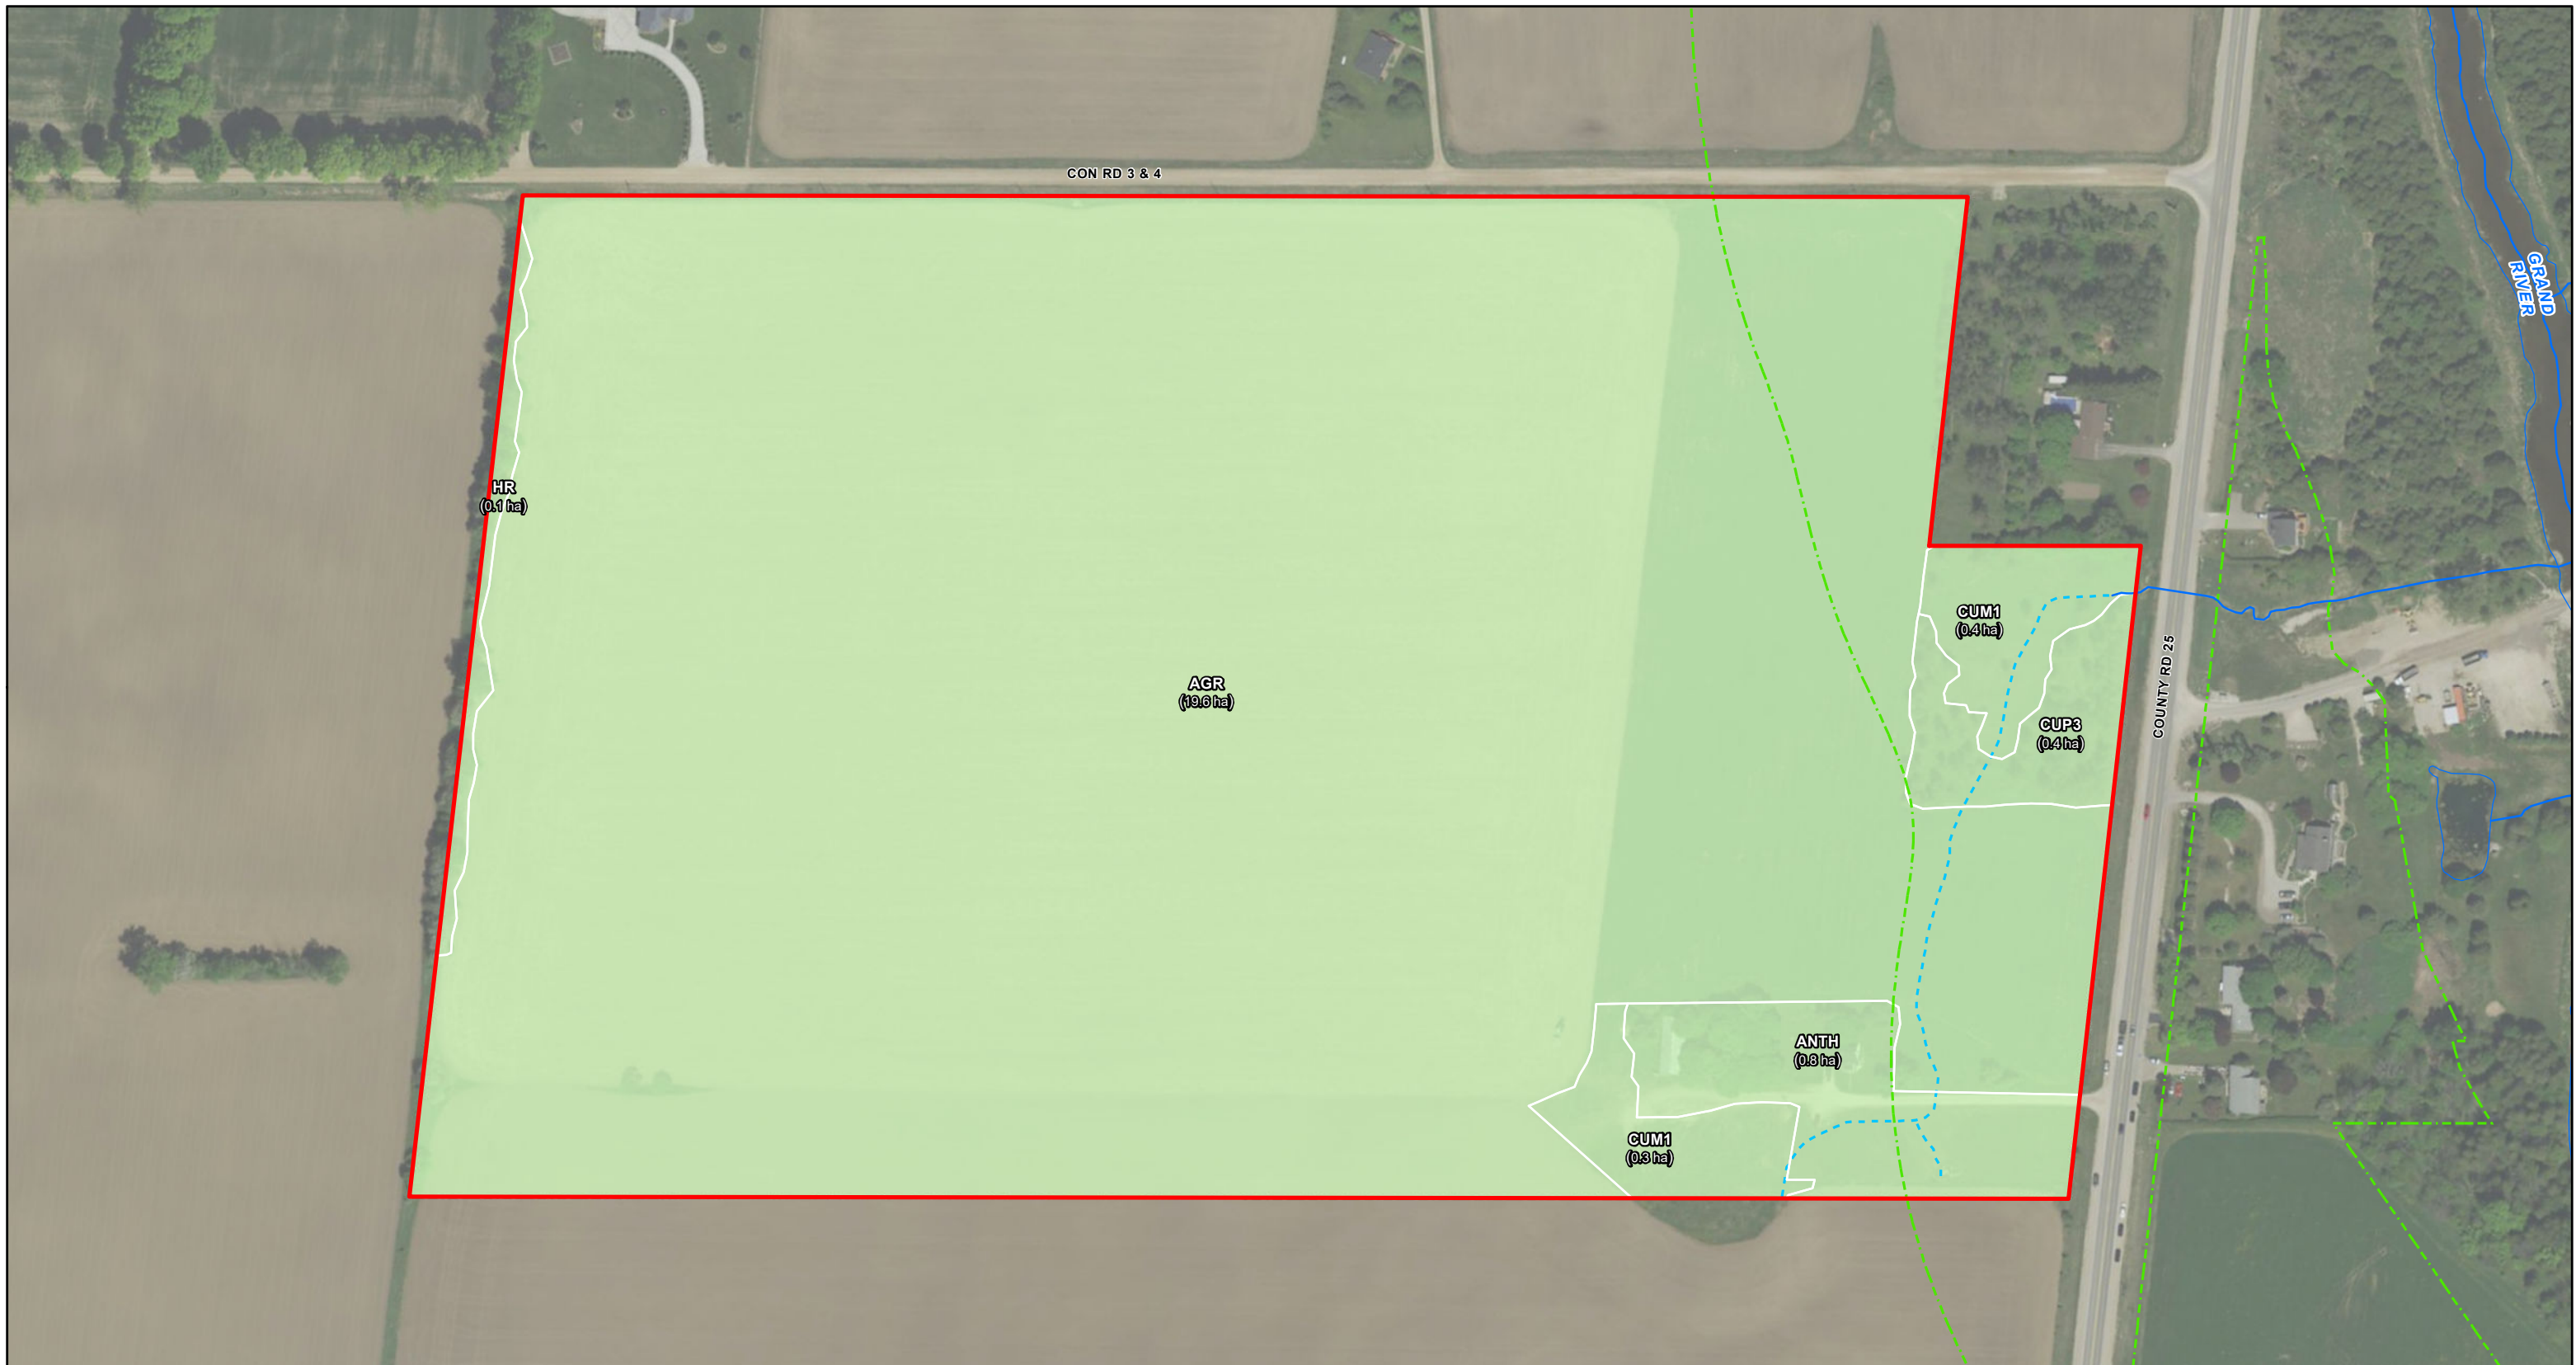 CON RD 3 & 4
GRAND
RIVER
HR
(0.1 ha)
CUM1
(0.4 ha)
AGR
(19.6 ha)
COUNTY RD 25
CUP3
(0.4 ha)
ANTH
(0.8 ha)
CUM1
(0.3 ha)